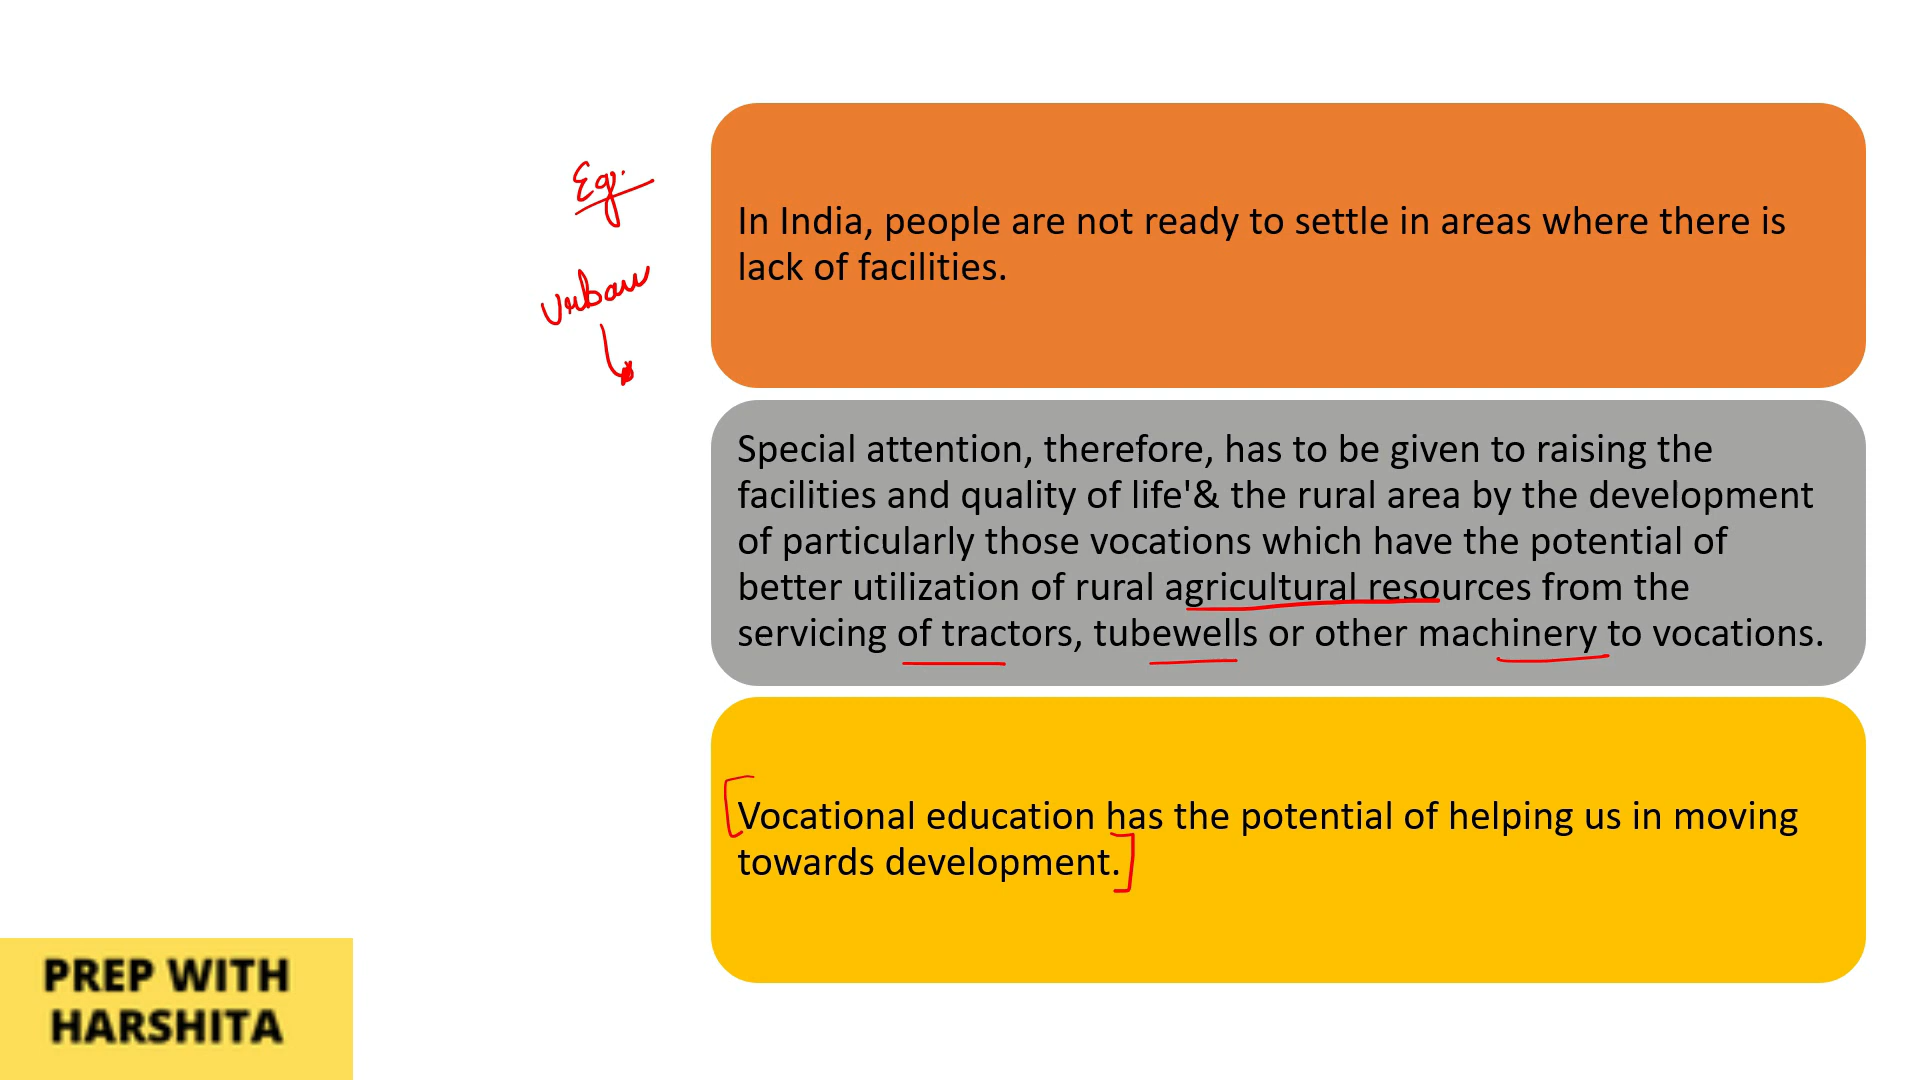 Eg.
Urban
In India, people are not ready to settle in areas where there is
lack of facilities.
Special attention, therefore, has to be given to raising the
facilities and quality of life'& the rural area by the development
of particularly those vocations which have the potential of
better utilization of rural agricultural resources from the
servicing of tractors, tubewells or other machinery to vocations.
Vocational education has the potential of helping us in moving
towards development.
PREP WITH
HARSHITA